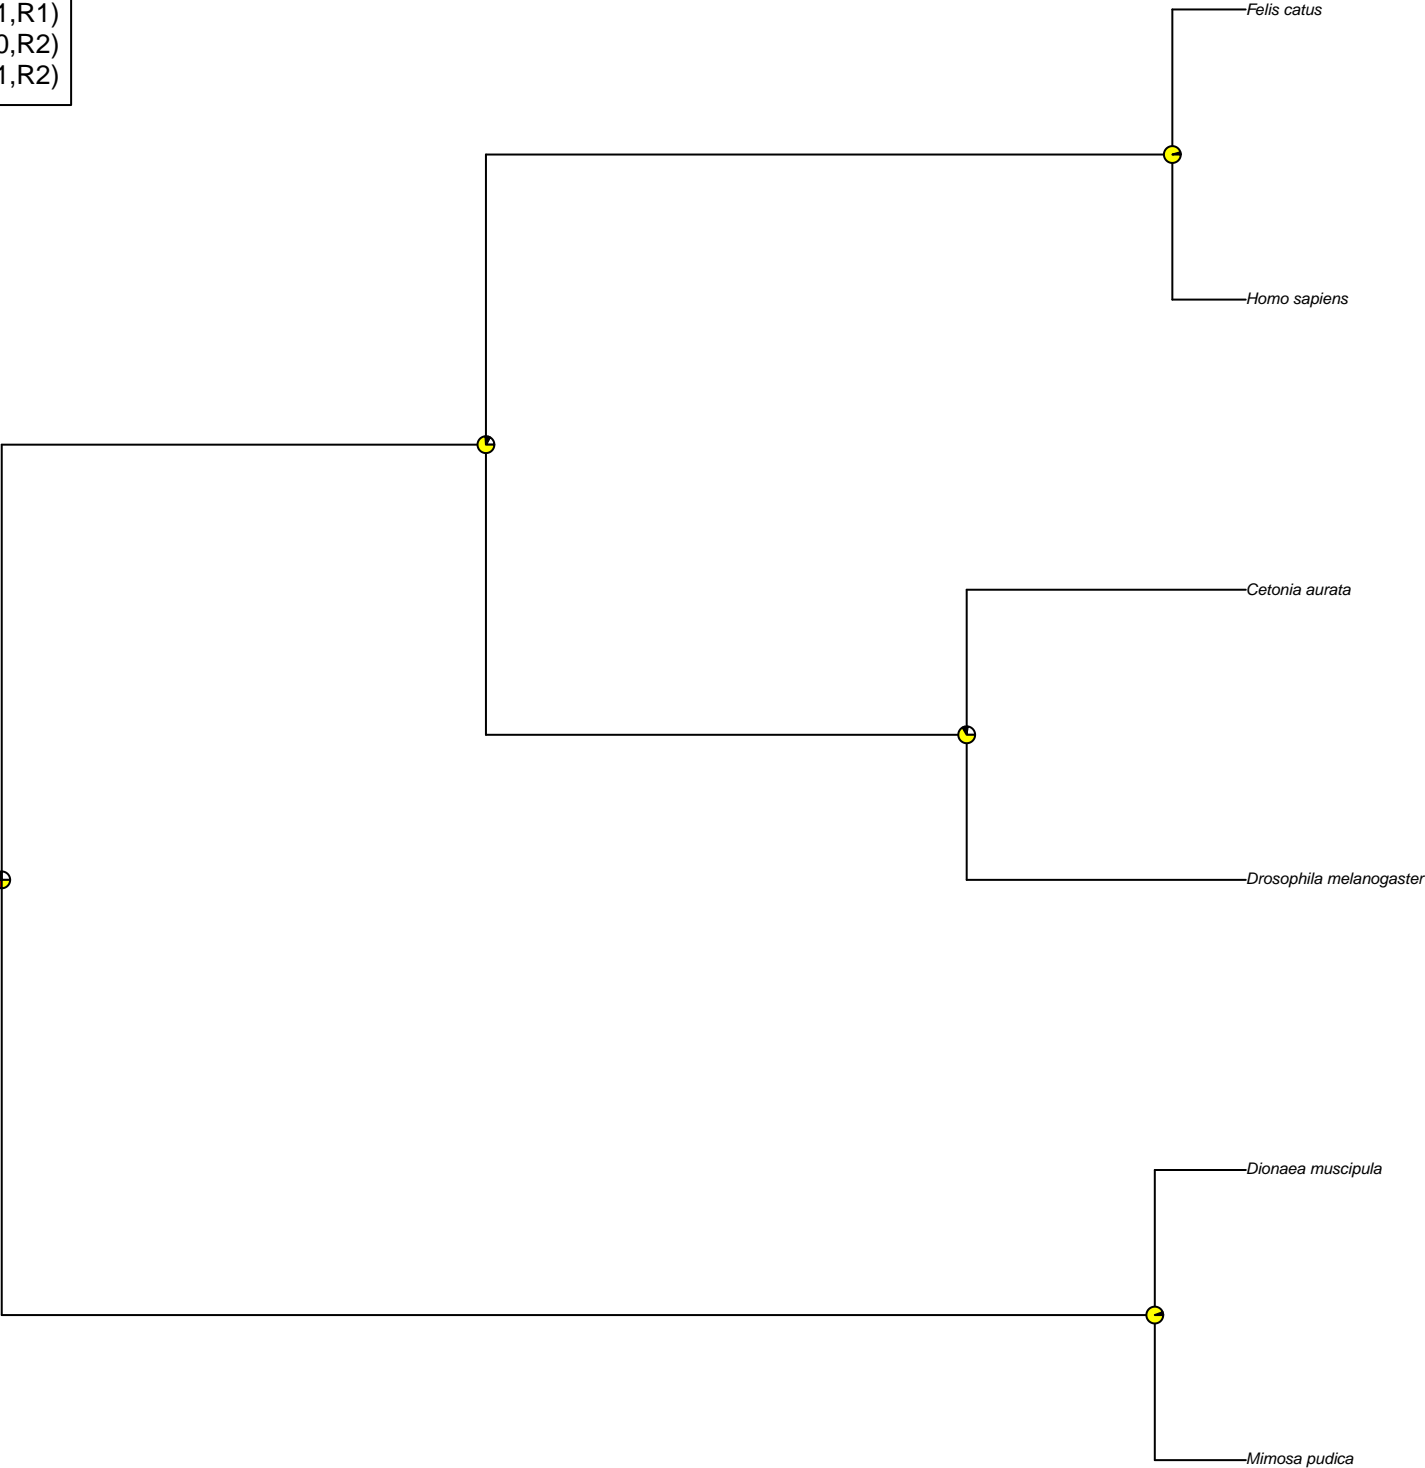 1,R1)
Felis catus
0,R2)
1,R2)
Homo sapiens
Cetonia aurata
Drosophila melanogaster
Dionaea muscipula
Mimosa pudica